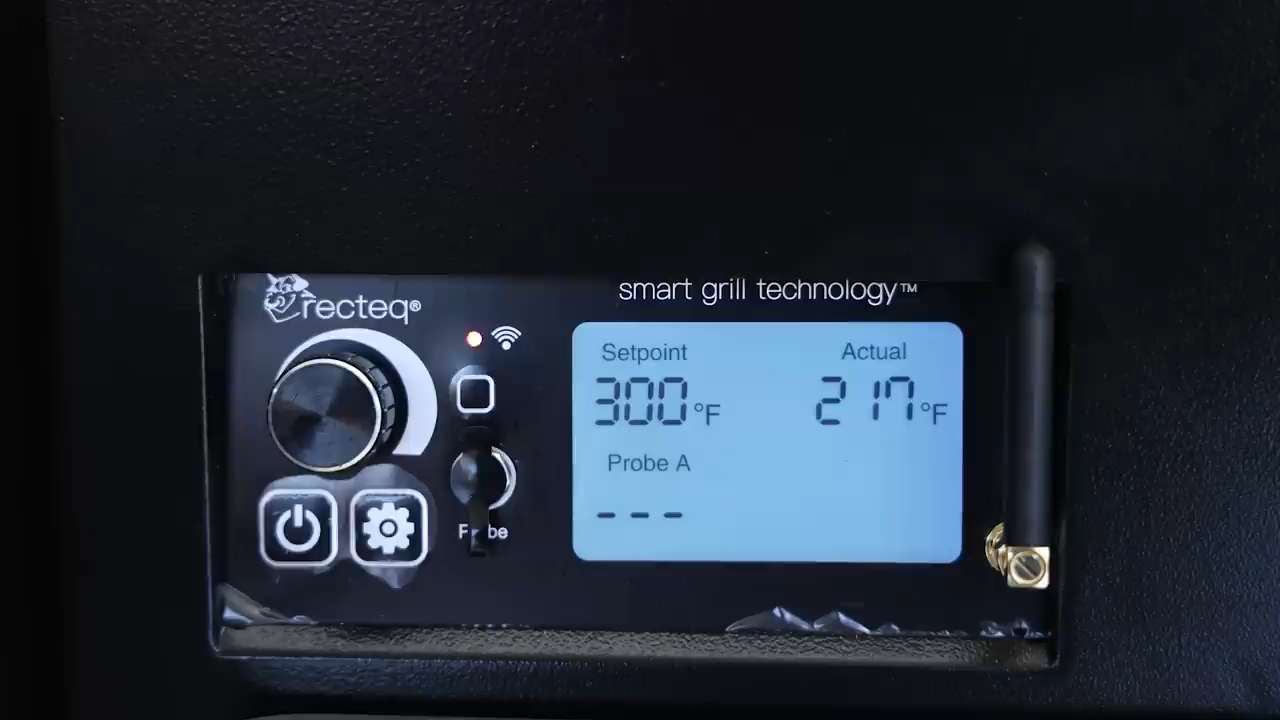 recteq®
smart grill technology™
Setpoint
Actual
300°F
217°F
Probe A
---
Probe